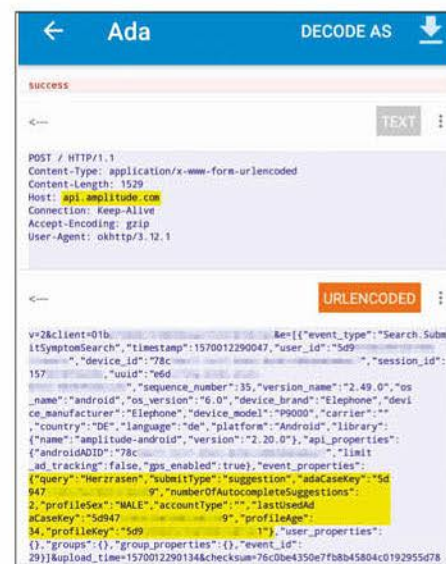 Ada DECODE AS
success
<--- TEXT
POST / HTTP/1.1
Content-Type: application/x-www-form-urlencoded
Content-Length: 1529
Host: api.amplitude.com
Connection: Keep-Alive
Accept-Encoding: gzip
User-Agent: okhttp/3.12.1
<--- URLENCODED
v=2&client=01b &e=[{"event_type":"Search.Subm
itSymptomSearch","timestamp":1570012290047,"user_id":"5d9
","device_id":"78c ","session_id":
157 ,"uuid":"e6d
","sequence_number":35,"version_name":"2.49.0","os
_name":"android","os_version":"6.0","device_brand":"Elephone","devi
ce_manufacturer":"Elephone","device_model":"P9000","carrier":""
,"country":"DE","language":"de","platform":"Android","library":
{"name":"amplitude-android","version":"2.20.0"},"api_properties":
{"androidADID":"78c ","limit
_ad_tracking":false,"gps_enabled":true},"event_properties":
{"query":"Herzrasen","submitType":"suggestion","adaCaseKey":"5d
947 9","numberOfAutocompleteSuggestions":
2,"profileSex":"MALE","accountType":"","lastUsedAd
aCaseKey":"5d947 9","profileAge":
34,"profileKey":"5d9 1"},"user_properties":
{},"groups":{},"group_properties":{},"event_id":
29}]&upload_time=1570012290134&checksum=76c0be4350e7fb8b45804c0192955d78